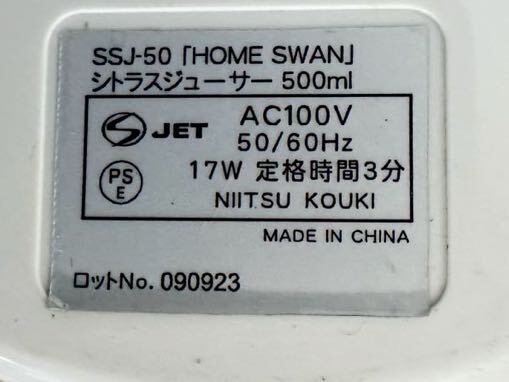 SSJ-50「HOME SWAN」
シトラスジューサー 500ml
S JET AC100V
50/60Hz
PS E 17W 定格時間3分
NIITSU KOUKI
MADE IN CHINA
ロットNo. 090923